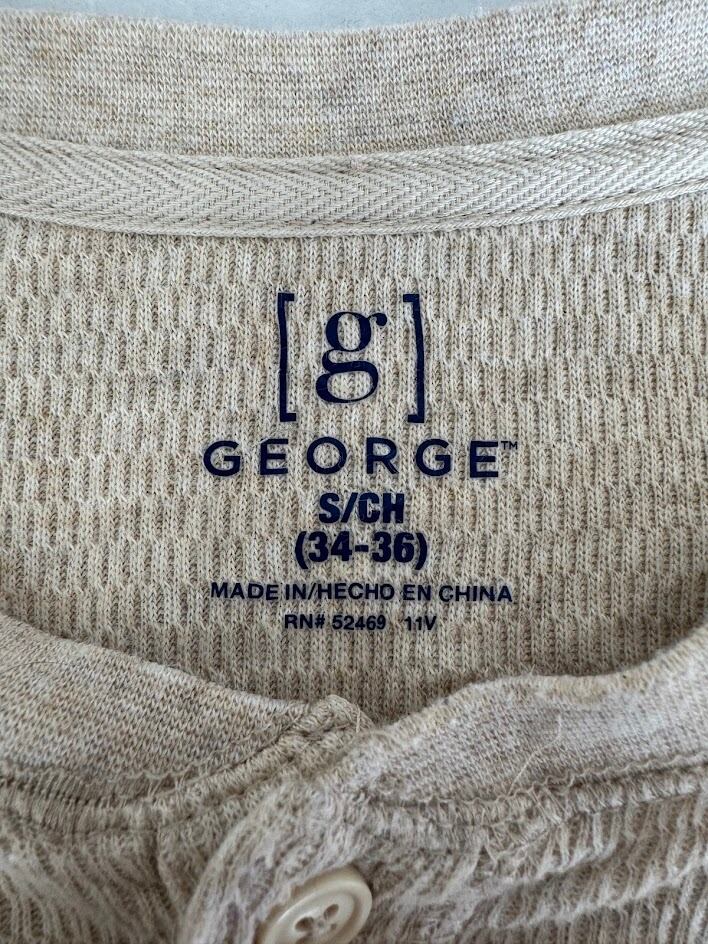 [g]
GEORGE™
S/CH
(34-36)
MADE IN/HECHO EN CHINA
RN# 52469 11V